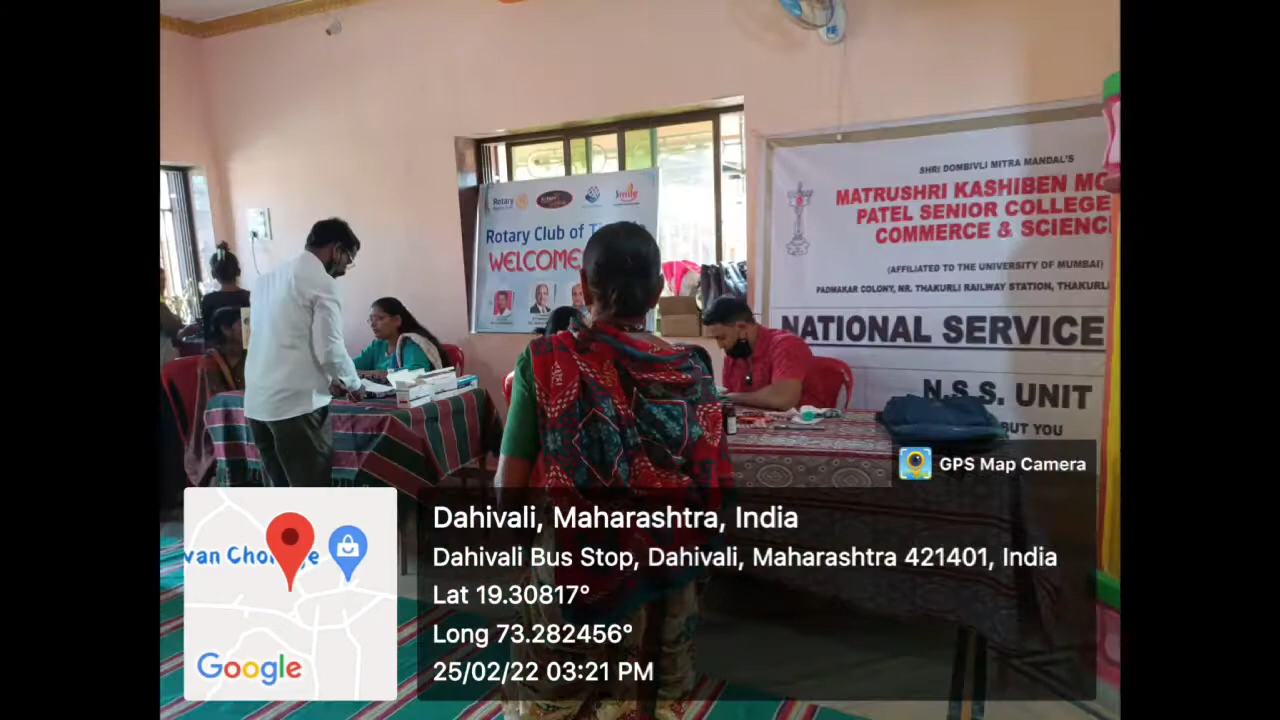 Rotary
Smile
Rotary Club of
WELCOME
SHRI DOMBIVLI MITRA MANDAL'S
MATRUSHRI KASHIBEN
PATEL SENIOR COLLEGE
COMMERCE & SCIENC
(AFFILIATED TO THE UNIVERSITY OF MUMBAI)
PADMAKAR COLONY, NR. THAKURLI RAILWAY STATION, THAKURLI
NATIONAL SERVICE
N.S.S. UNIT
BUT YOU
GPS Map Camera
Dahivali, Maharashtra, India
Dahivali Bus Stop, Dahivali, Maharashtra 421401, India
Lat 19.30817°
Long 73.282456°
25/02/22 03:21 PM
Google